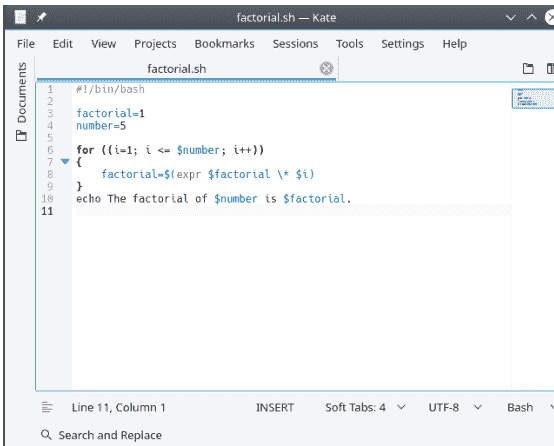 factorial.sh — Kate
File Edit View Projects Bookmarks Sessions Tools Settings Help
Documents
factorial.sh
1 #!/bin/bash
2
3 factorial=1
4 number=5
5
6 for ((i=1; i <= $number; i++))
7 {
8     factorial=$(expr $factorial \* $i)
9 }
10 echo The factorial of $number is $factorial.
11
Line 11, Column 1 INSERT Soft Tabs: 4 UTF-8 Bash
Search and Replace